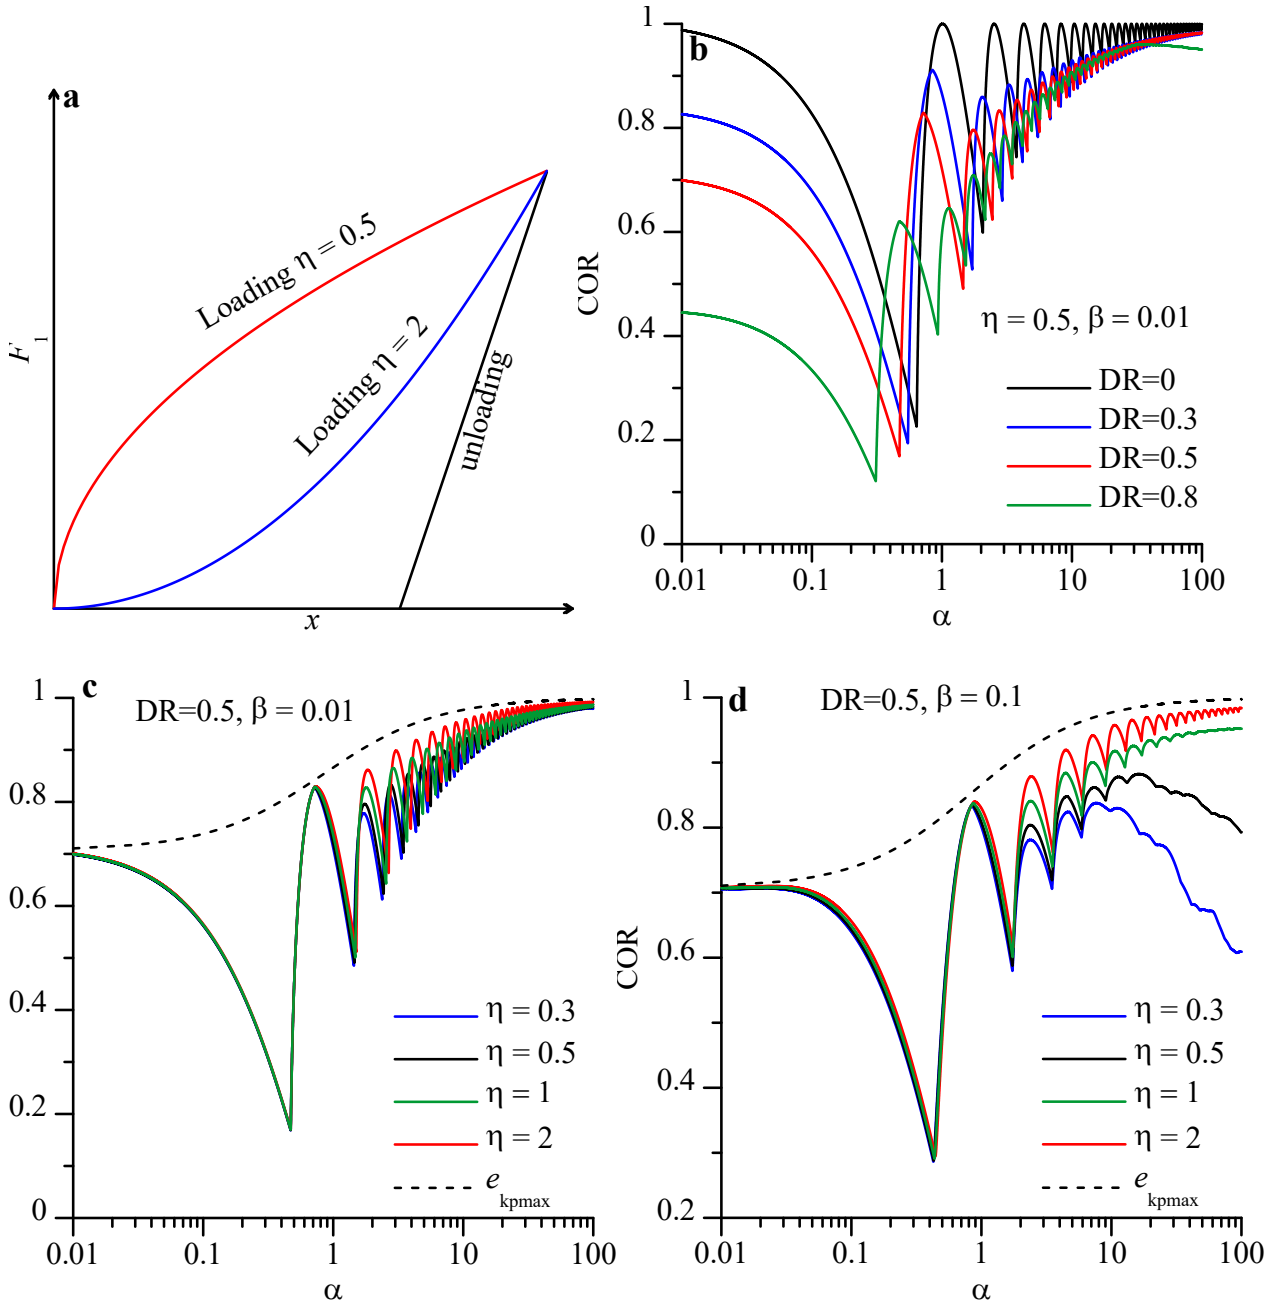 a
F1
Loading η = 0.5
Loading η = 2
unloading
x
b
1
0.8
0.6
0.4
0.2
0
COR
η = 0.5, β = 0.01
DR=0
DR=0.3
DR=0.5
DR=0.8
0.01 0.1 1 10 100
α
c
DR=0.5, β = 0.01
1
0.8
0.6
0.4
0.2
0
η = 0.3
η = 0.5
η = 1
η = 2
e kpmax
0.01 0.1 1 10 100
α
d
DR=0.5, β = 0.1
1
0.8
0.6
0.4
0.2
COR
η = 0.3
η = 0.5
η = 1
η = 2
e kpmax
0.01 0.1 1 10 100
α